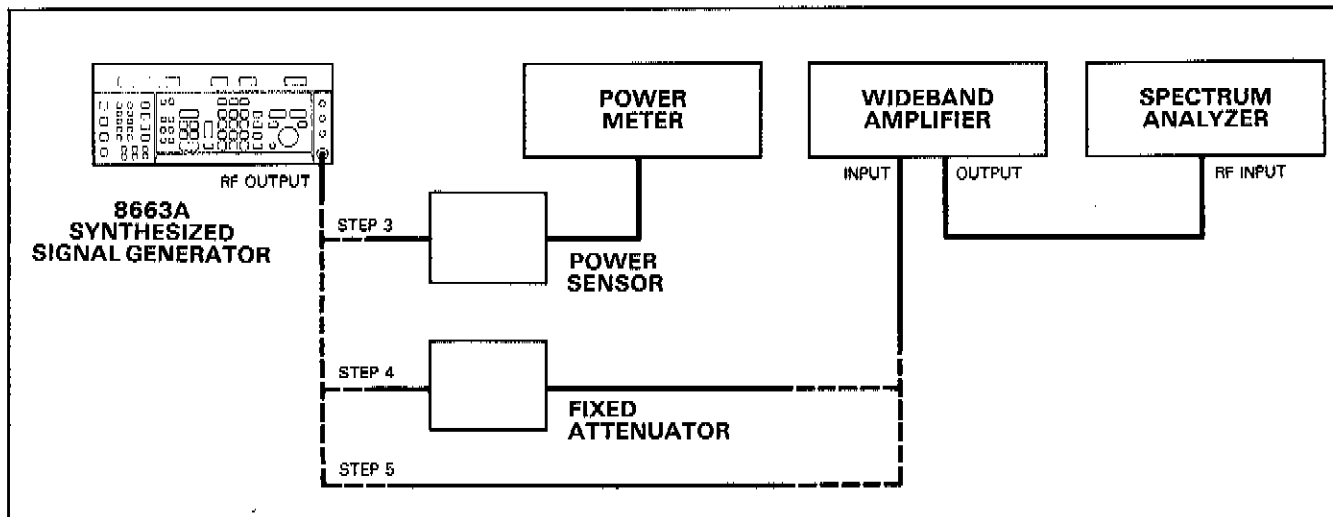 POWER
METER
WIDEBAND
AMPLIFIER
SPECTRUM
ANALYZER
RF OUTPUT
INPUT
OUTPUT
RF INPUT
8663A
SYNTHESIZED
SIGNAL GENERATOR
STEP 3
POWER
SENSOR
STEP 4
FIXED
ATTENUATOR
STEP 5